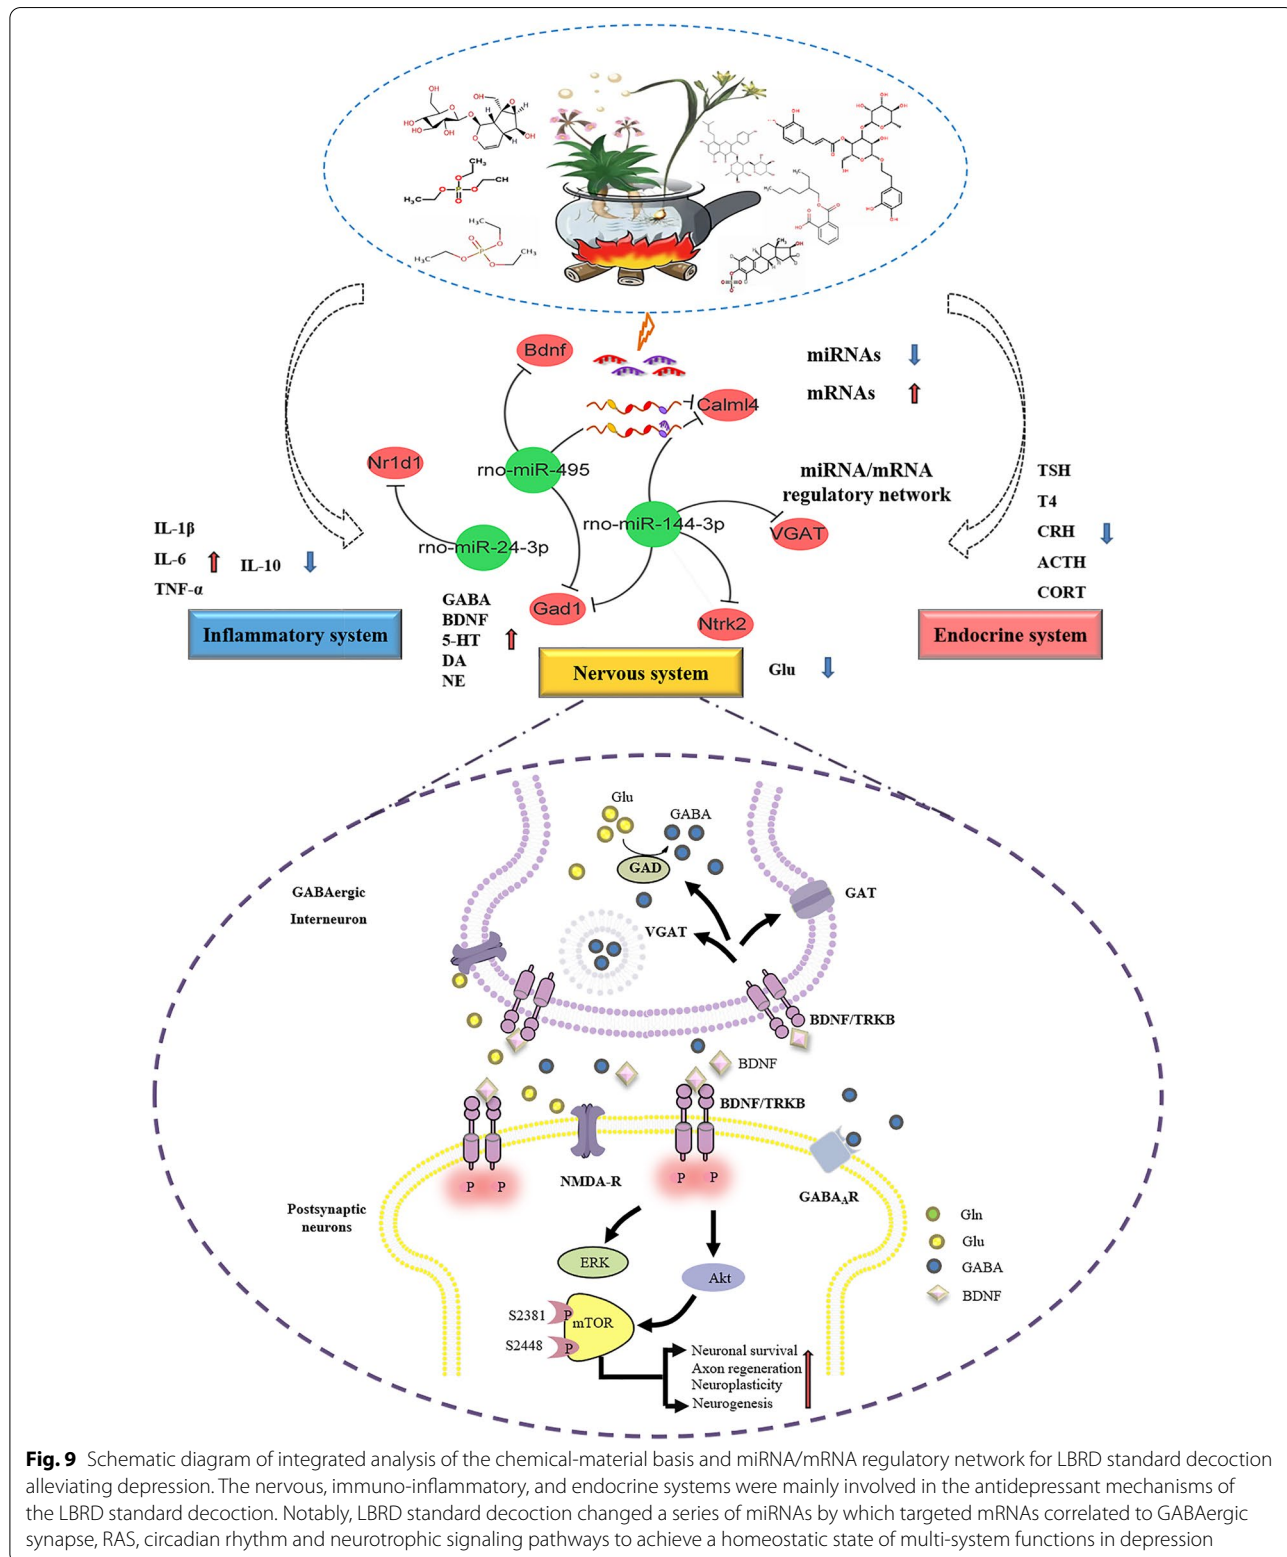 Bdnf
Calml4
miRNAs
mRNAs
Nr1d1
rno-miR-495
miRNA/mRNA
regulatory network
rno-miR-144-3p
VGAT
rno-miR-24-3p
Gad1
Ntrk2
IL-1β
IL-6
IL-10
TNF-α
Inflammatory system
GABA
BDNF
5-HT
DA
NE
Nervous system
Glu
TSH
T4
CRH
ACTH
CORT
Endocrine system
Glu
GABA
GAD
GABAergic
Interneuron
GAT
VGAT
BDNF/TRKB
BDNF
BDNF/TRKB
P P
NMDA-R
P P
GABAAR
Postsynaptic
neurons
ERK
Akt
S2381
P
mTOR
S2448
P
Neuronal survival
Axon regeneration
Neuroplasticity
Neurogenesis
Gln
Glu
GABA
BDNF
Fig. 9 Schematic diagram of integrated analysis of the chemical-material basis and miRNA/mRNA regulatory network for LBRD standard decoction
alleviating depression. The nervous, immuno-inflammatory, and endocrine systems were mainly involved in the antidepressant mechanisms of
the LBRD standard decoction. Notably, LBRD standard decoction changed a series of miRNAs by which targeted mRNAs correlated to GABAergic
synapse, RAS, circadian rhythm and neurotrophic signaling pathways to achieve a homeostatic state of multi-system functions in depression